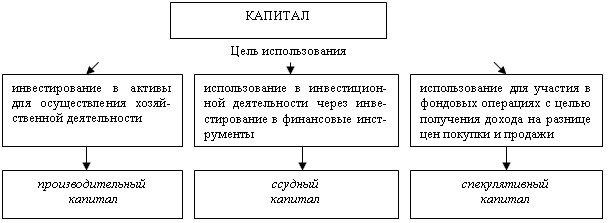 КАПИТАЛ
Цель использования
инвестирование в активы
для осуществления хозяй-
ственной деятельности
использование в инвестицион-
ной деятельности через инве-
стирование в финансовые инст-
рументы
использование для участия в
фондовых операциях с целью
получения дохода на разнице
цен покупки и продажи
производительный
капитал
ссудный
капитал
спекулятивный
капитал